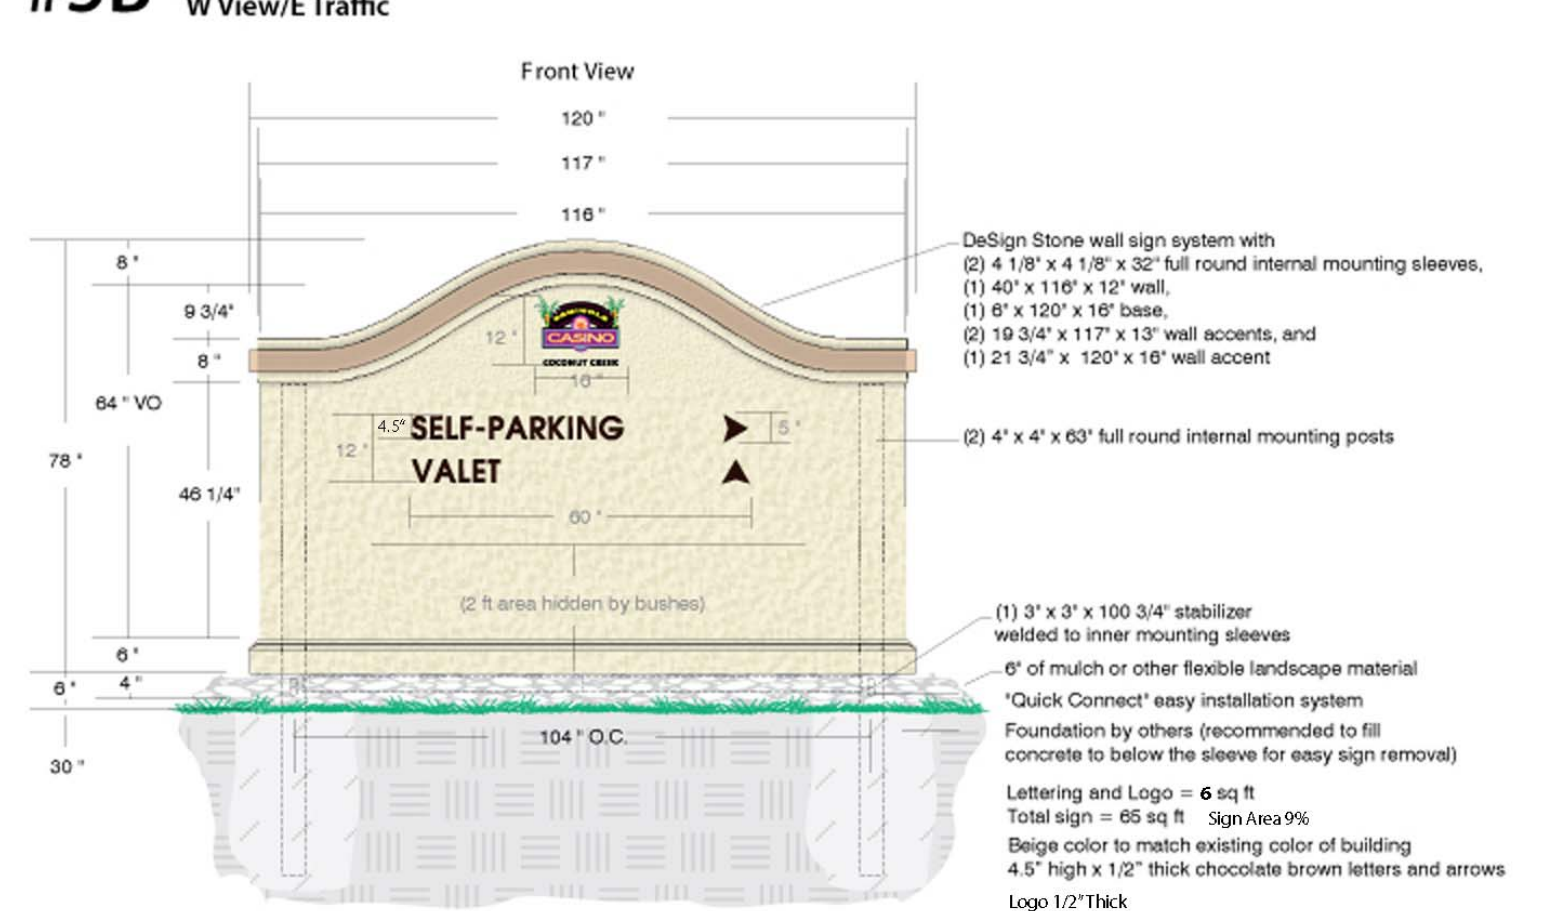 #5B W View/E Traffic
Front View
120 "
117 "
116 "
8 "
9 3/4"
8 "
64 " VO
78 "
46 1/4"
6 "
4 "
6 "
30 "
12 "
CASINO
COCONUT CREEK
16 "
4.5" SELF-PARKING
5 "
12 "
VALET
60 "
(2 ft area hidden by bushes)
104 " O.C.
DeSign Stone wall sign system with
(2) 4 1/8" x 4 1/8" x 32" full round internal mounting sleeves,
(1) 40" x 116" x 12" wall,
(1) 6" x 120" x 16" base,
(2) 19 3/4" x 117" x 13" wall accents, and
(1) 21 3/4" x 120" x 16" wall accent
(2) 4" x 4" x 63" full round internal mounting posts
(1) 3" x 3" x 100 3/4" stabilizer
welded to inner mounting sleeves
6" of mulch or other flexible landscape material
"Quick Connect" easy installation system
Foundation by others (recommended to fill
concrete to below the sleeve for easy sign removal)
Lettering and Logo = 6 sq ft
Total sign = 65 sq ft Sign Area 9%
Beige color to match existing color of building
4.5" high x 1/2" thick chocolate brown letters and arrows
Logo 1/2"Thick